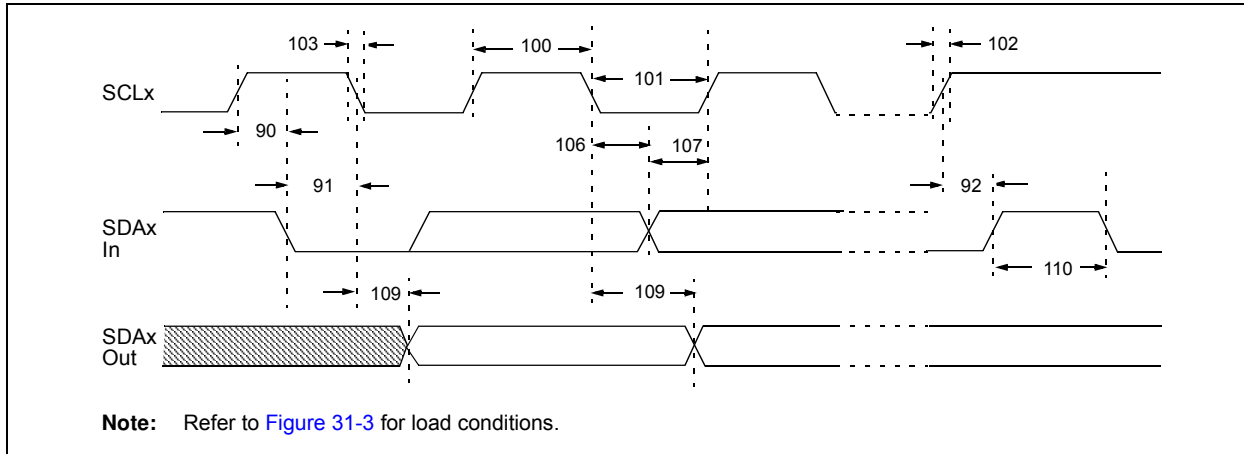 103
100
102
101
SCLx
90
106
107
91
92
SDAx
In
110
109
109
SDAx
Out
Note: Refer to Figure 31-3 for load conditions.